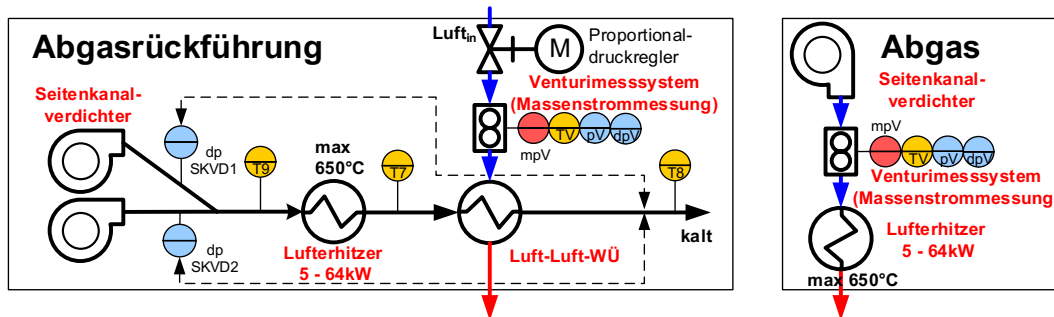 Abgasrückführung
Luft_in
M
Proportional-
druckregler
Seitenkanal-
verdichter
Venturimesssystem
(Massenstrommessung)
TV
pV
dpV
mpV
dp
SKVD1
T9
max
650°C
T7
T8
kalt
dp
SKVD2
Lufterhitzer
5 - 64kW
Luft-Luft-WÜ
Abgas
Seitenkanal-
verdichter
mpV
TV
pV
dpV
Venturimesssystem
(Massenstrommessung
Lufterhitzer
5 - 64kW
max 650°C